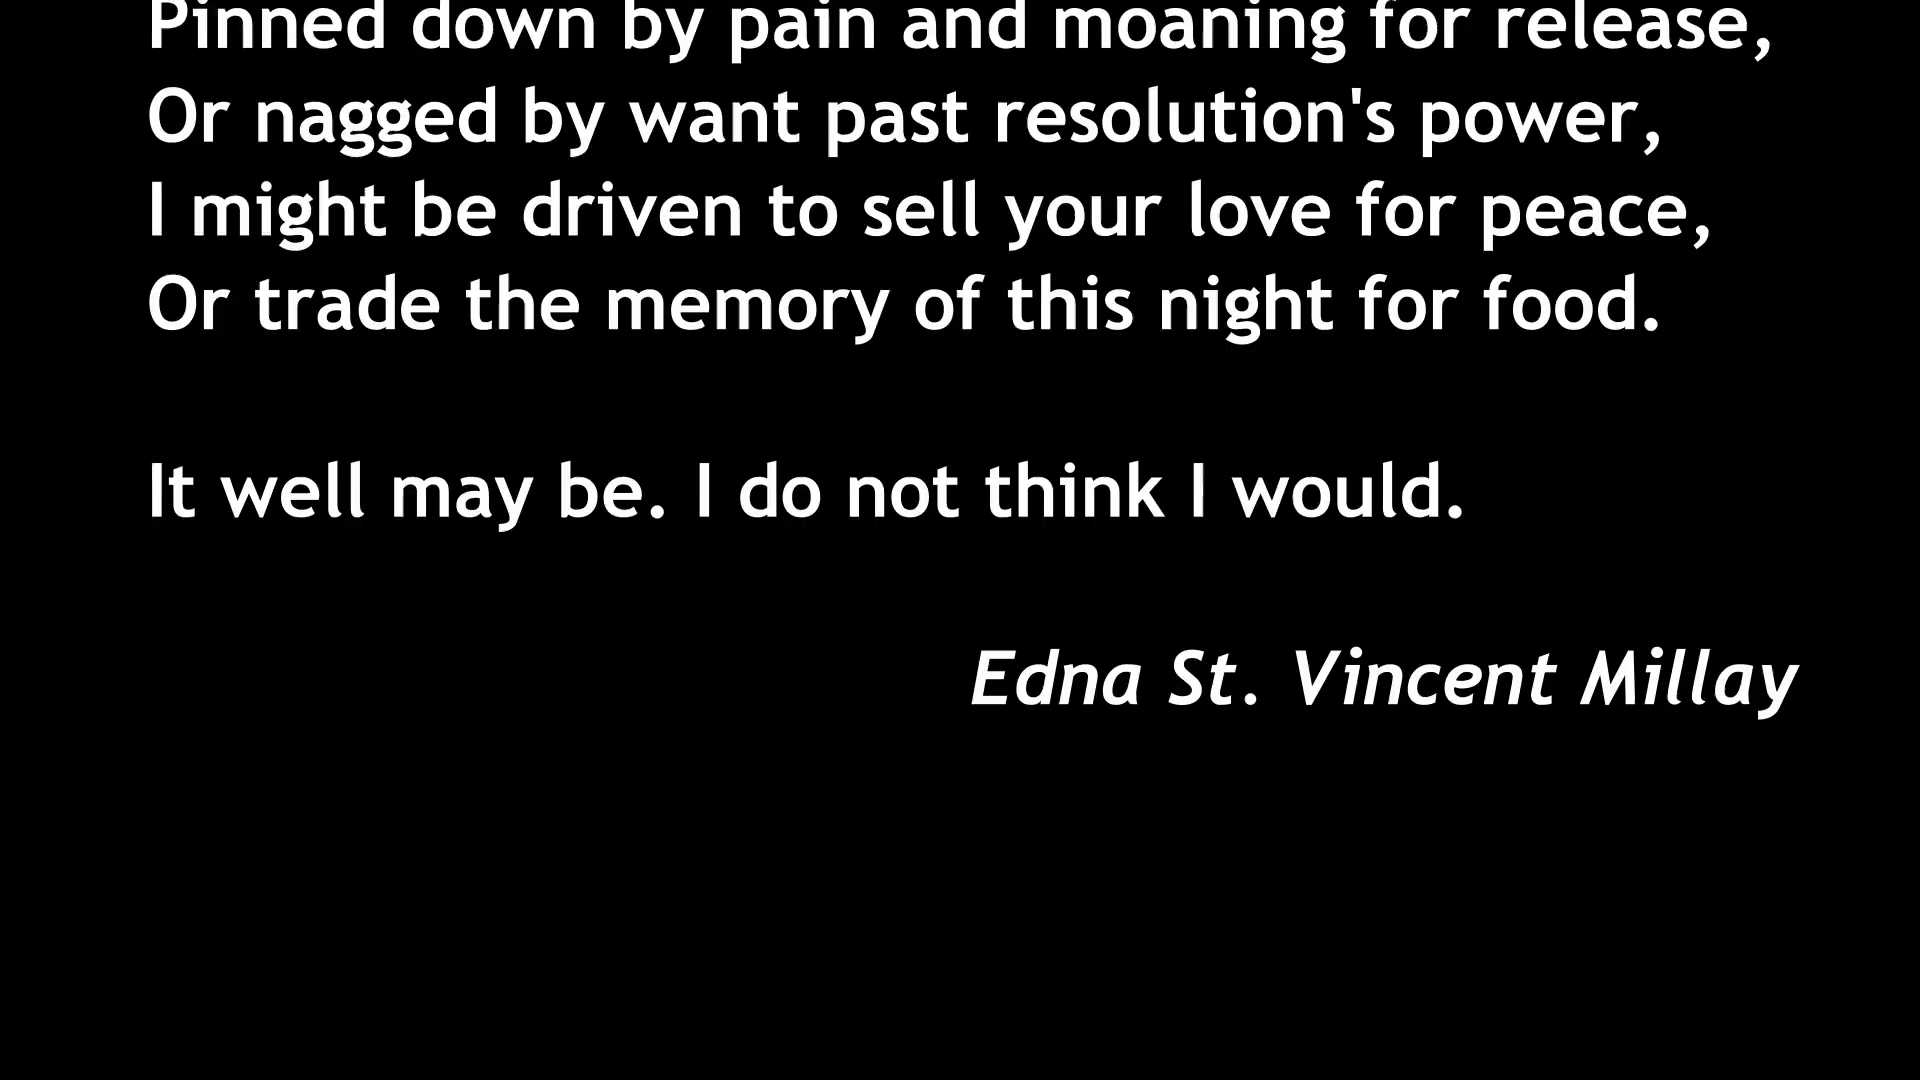 Pinned down by pain and moaning for release,
Or nagged by want past resolution's power,
I might be driven to sell your love for peace,
Or trade the memory of this night for food.
It well may be. I do not think I would.
Edna St. Vincent Millay